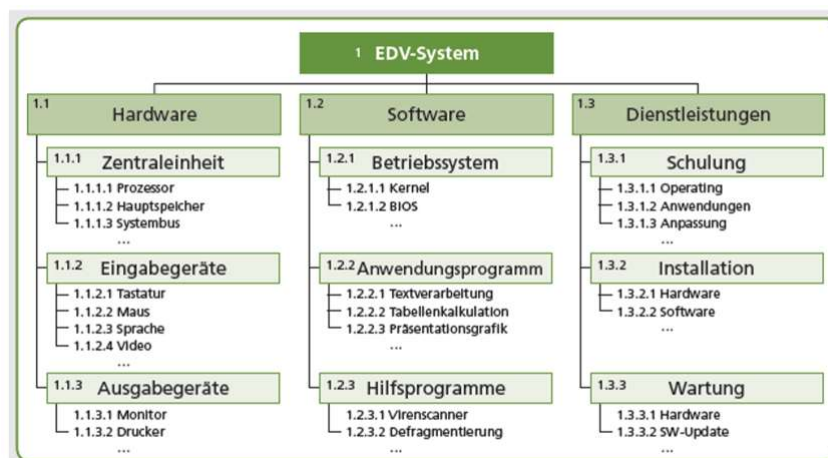 1 EDV-System
1.1 Hardware
1.1.1 Zentraleinheit
1.1.1.1 Prozessor
1.1.1.2 Hauptspeicher
1.1.1.3 Systembus
...
1.1.2 Eingabegeräte
1.1.2.1 Tastatur
1.1.2.2 Maus
1.1.2.3 Sprache
1.1.2.4 Video
...
1.1.3 Ausgabegeräte
1.1.3.1 Monitor
1.1.3.2 Drucker
...
1.2 Software
1.2.1 Betriebssystem
1.2.1.1 Kernel
1.2.1.2 BIOS
...
1.2.2 Anwendungsprogramm
1.2.2.1 Textverarbeitung
1.2.2.2 Tabellenkalkulation
1.2.2.3 Präsentationsgrafik
...
1.2.3 Hilfsprogramme
1.2.3.1 Virenscanner
1.2.3.2 Defragmentierung
...
1.3 Dienstleistungen
1.3.1 Schulung
1.3.1.1 Operating
1.3.1.2 Anwendungen
1.3.1.3 Anpassung
...
1.3.2 Installation
1.3.2.1 Hardware
1.3.2.2 Software
...
1.3.3 Wartung
1.3.3.1 Hardware
1.3.3.2 SW-Update
...